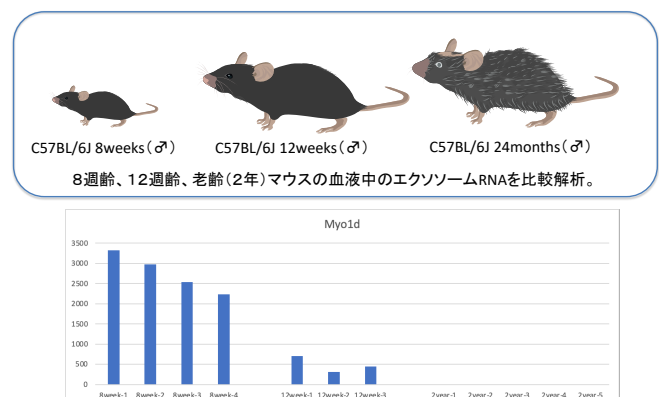 C57BL/6J 8weeks(♂)
C57BL/6J 12weeks(♂)
C57BL/6J 24months(♂)
８週齢、１２週齢、老齢（２年）マウスの血液中のエクソソームRNAを比較解析。
Myo1d
3500
3000
2500
2000
1500
1000
500
0
8week-1 8week-2 8week-3 8week-4 12week-1 12week-2 12week-3 2year-1 2year-2 2year-3 2year-4 2year-5